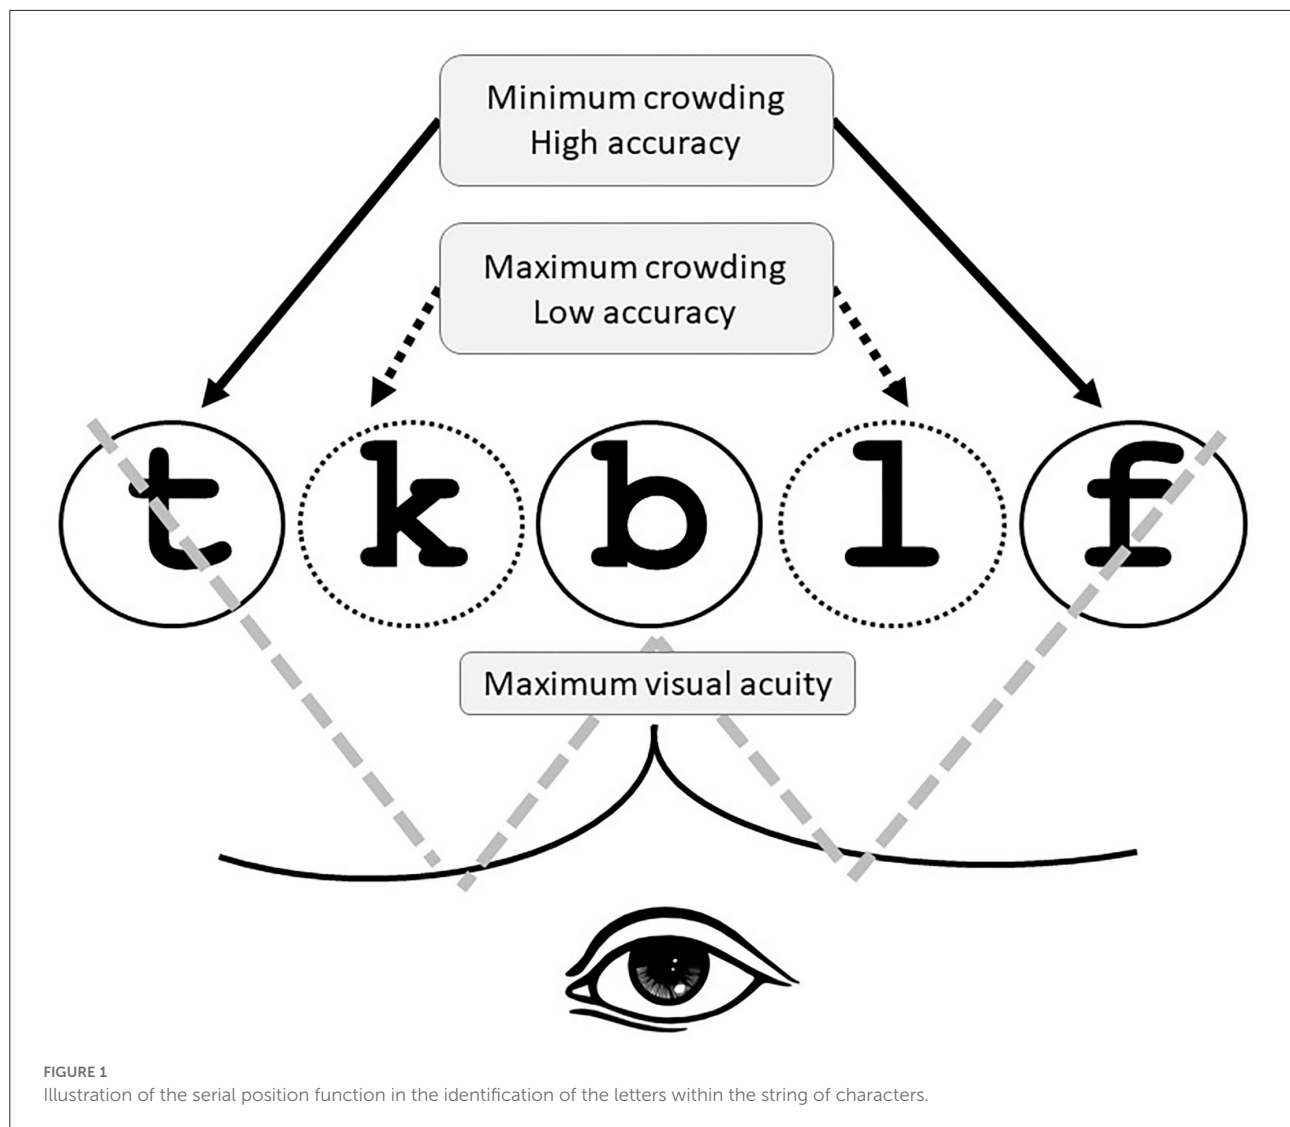 Minimum crowding
High accuracy
Maximum crowding
Low accuracy
t k b l f
Maximum visual acuity
FIGURE 1
Illustration of the serial position function in the identification of the letters within the string of characters.